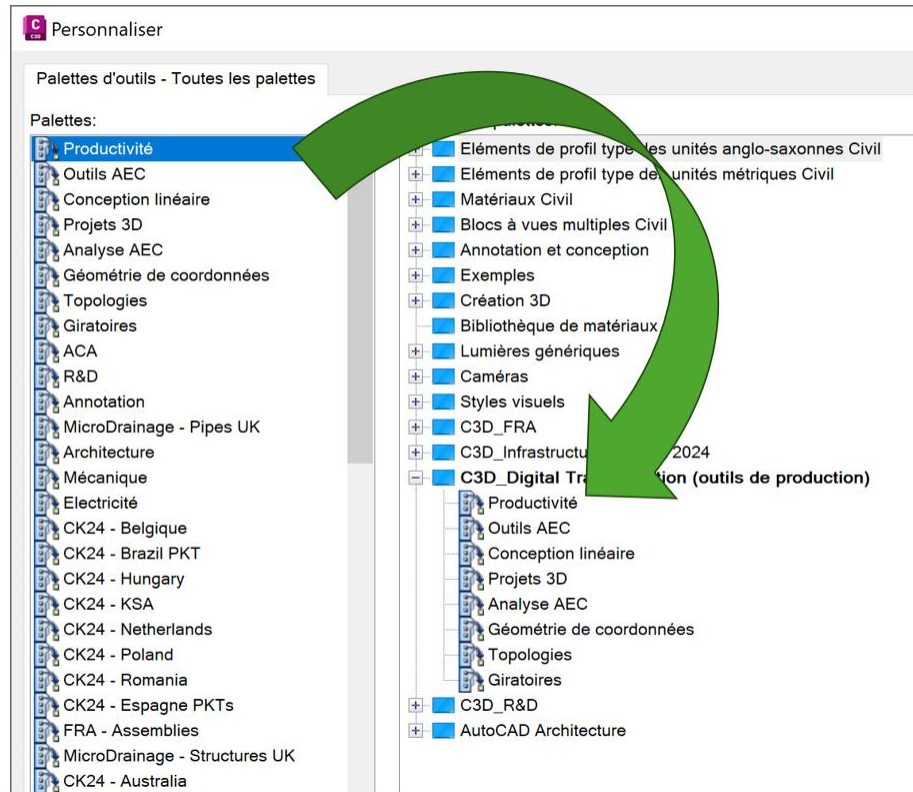 C
C3D
Personnaliser
Palettes d'outils - Toutes les palettes
Palettes:
Productivité
Outils AEC
Conception linéaire
Projets 3D
Analyse AEC
Géométrie de coordonnées
Topologies
Giratoires
ACA
R&D
Annotation
MicroDrainage - Pipes UK
Architecture
Mécanique
Electricité
CK24 - Belgique
CK24 - Brazil PKT
CK24 - Hungary
CK24 - KSA
CK24 - Netherlands
CK24 - Poland
CK24 - Romania
CK24 - Espagne PKTs
FRA - Assemblies
MicroDrainage - Structures UK
CK24 - Australia
Eléments de profil type des unités anglo-saxonnes Civil
Eléments de profil type des unités métriques Civil
Matériaux Civil
Blocs à vues multiples Civil
Annotation et conception
Exemples
Création 3D
Bibliothèque de matériaux
Lumières génériques
Caméras
Styles visuels
C3D_FRA
2024
C3D_Digital (outils de production)
Productivité
Outils AEC
Conception linéaire
Projets 3D
Analyse AEC
Géométrie de coordonnées
Topologies
Giratoires
C3D_R&D
AutoCAD Architecture